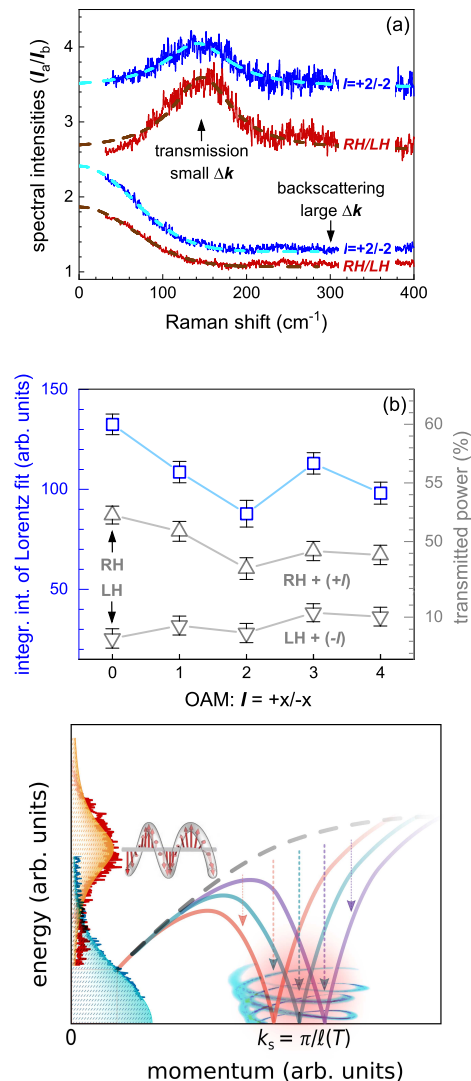 (a)
spectral intensities (Ia/Ib)
4
3
2
1
l=+2/-2
RH/LH
transmission
small Δk
backscattering
large Δk
l=+2/-2
RH/LH
0 100 200 300 400
Raman shift (cm-1)
(b)
integr. int. of Lorentz fit (arb. units)
150
100
50
60
55
50
10
transmitted power (%)
RH
LH
RH + (+l)
LH + (-l)
0 1 2 3 4
OAM: l = +x/-x
energy (arb. units)
0
ks = π/ℓ(T)
momentum (arb. units)